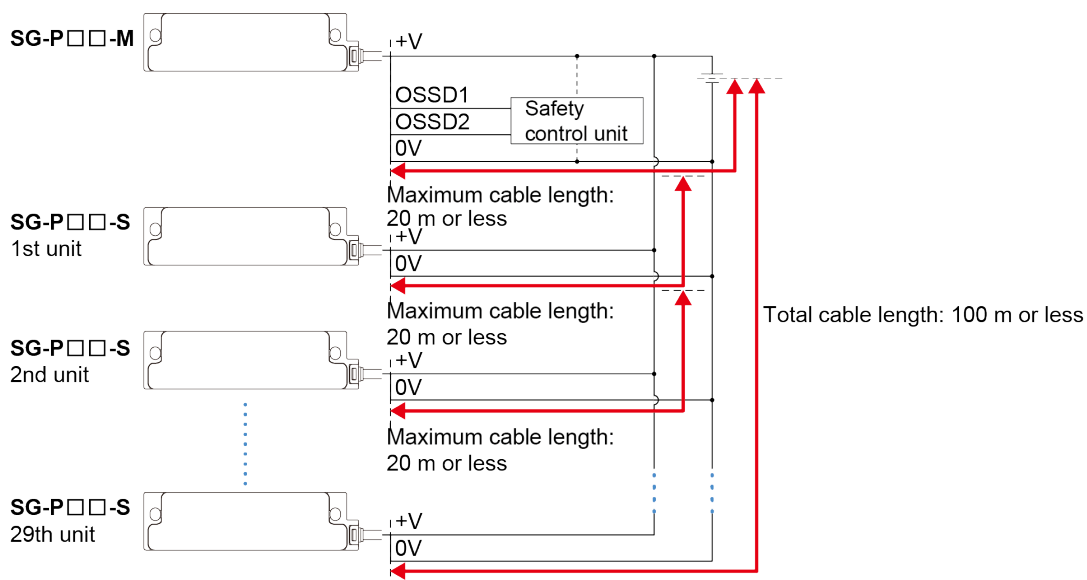 SG-P□□-M
+V
OSSD1
OSSD2
Safety
control unit
0V
Maximum cable length:
20 m or less
SG-P□□-S
1st unit
+V
0V
Maximum cable length:
20 m or less
Total cable length: 100 m or less
SG-P□□-S
2nd unit
+V
0V
Maximum cable length:
20 m or less
SG-P□□-S
29th unit
+V
0V